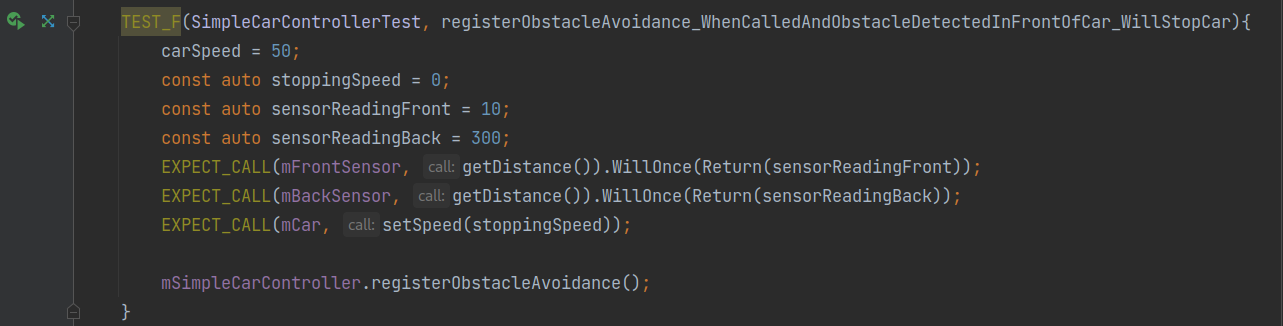 TEST_F(SimpleCarControllerTest, registerObstacleAvoidance_WhenCalledAndObstacleDetectedInFrontOfCar_WillStopCar){
carSpeed = 50;
const auto stoppingSpeed = 0;
const auto sensorReadingFront = 10;
const auto sensorReadingBack = 300;
EXPECT_CALL(mFrontSensor, call: getDistance()).WillOnce(Return(sensorReadingFront));
EXPECT_CALL(mBackSensor, call: getDistance()).WillOnce(Return(sensorReadingBack));
EXPECT_CALL(mCar, call: setSpeed(stoppingSpeed));
mSimpleCarController.registerObstacleAvoidance();
}